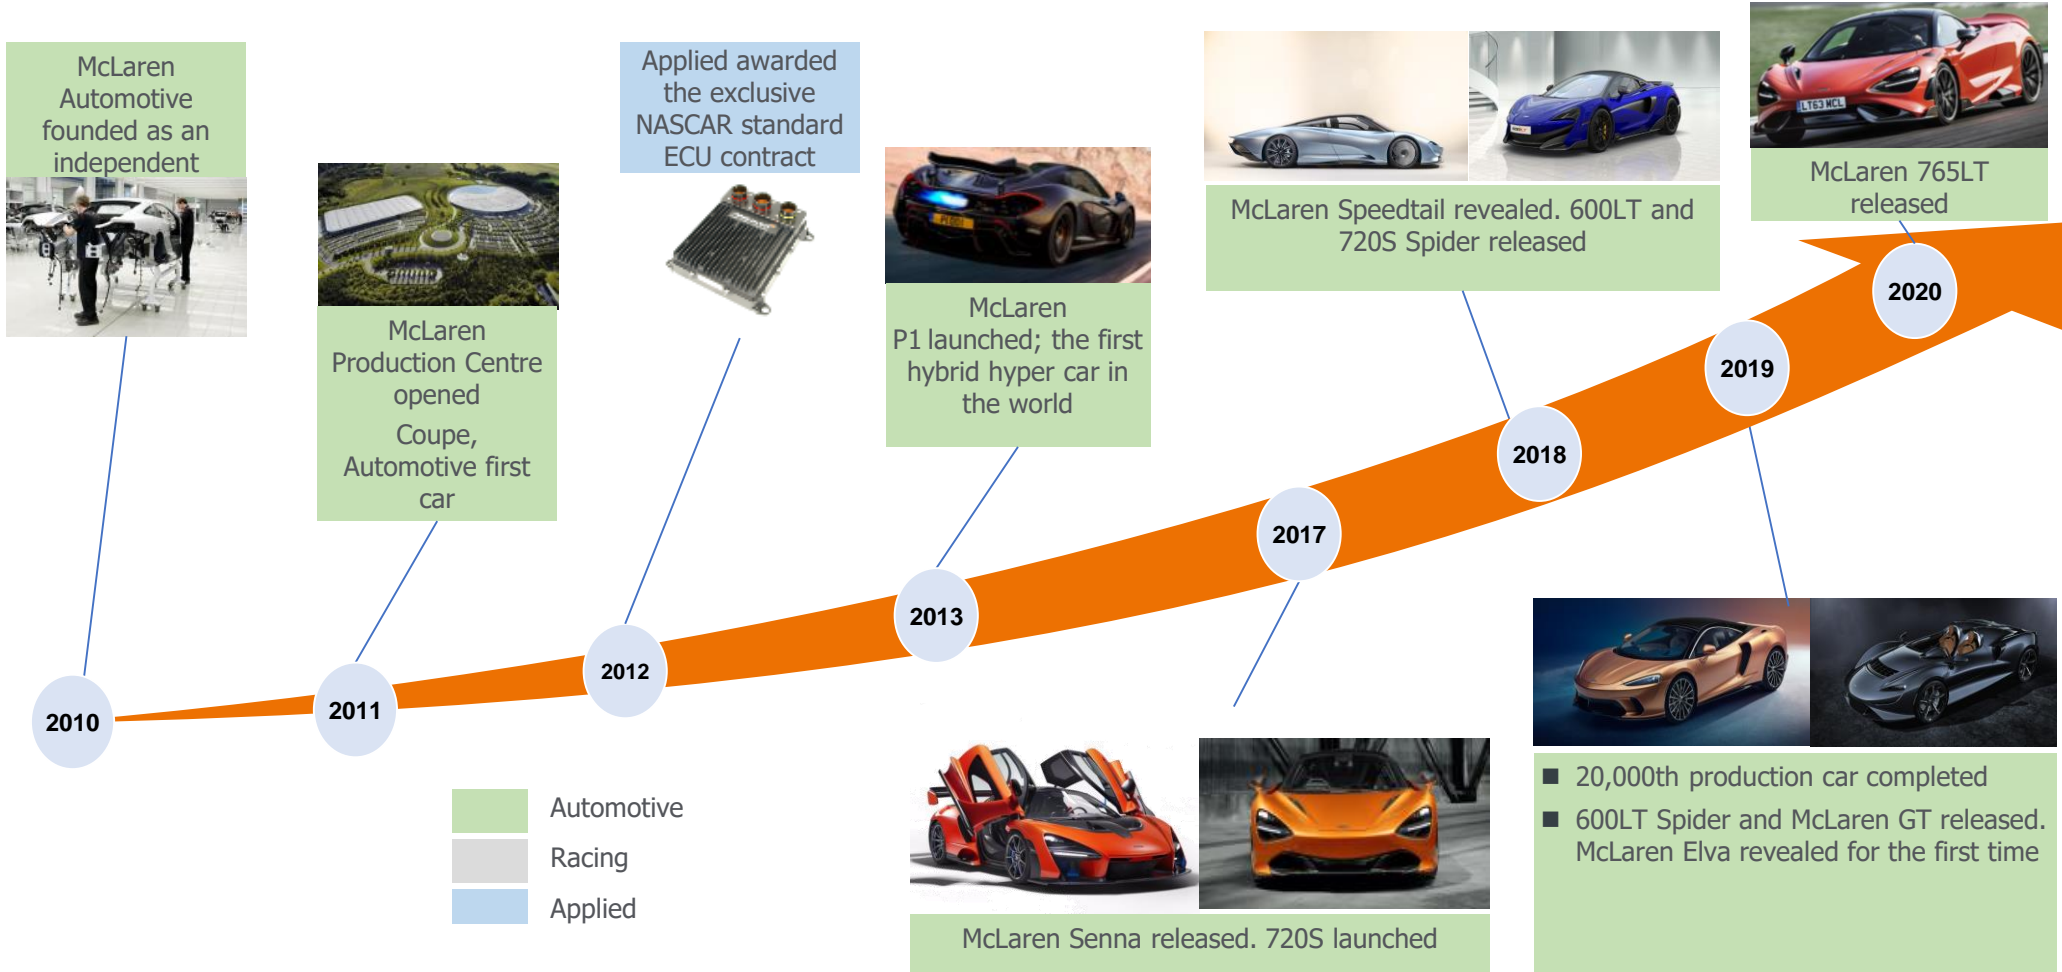 McLaren
Automotive
founded as an
independent
McLaren
Production Centre
opened
Coupe,
Automotive first
car
Applied awarded
the exclusive
NASCAR standard
ECU contract
McLaren
P1 launched; the first
hybrid hyper car in
the world
McLaren Speedtail revealed. 600LT and
720S Spider released
LT63 MCL
McLaren 765LT
released
2010
2011
2012
2013
2017
2018
2019
2020
Automotive
Racing
Applied
McLaren Senna released. 720S launched
■ 20,000th production car completed
■ 600LT Spider and McLaren GT released.
McLaren Elva revealed for the first time